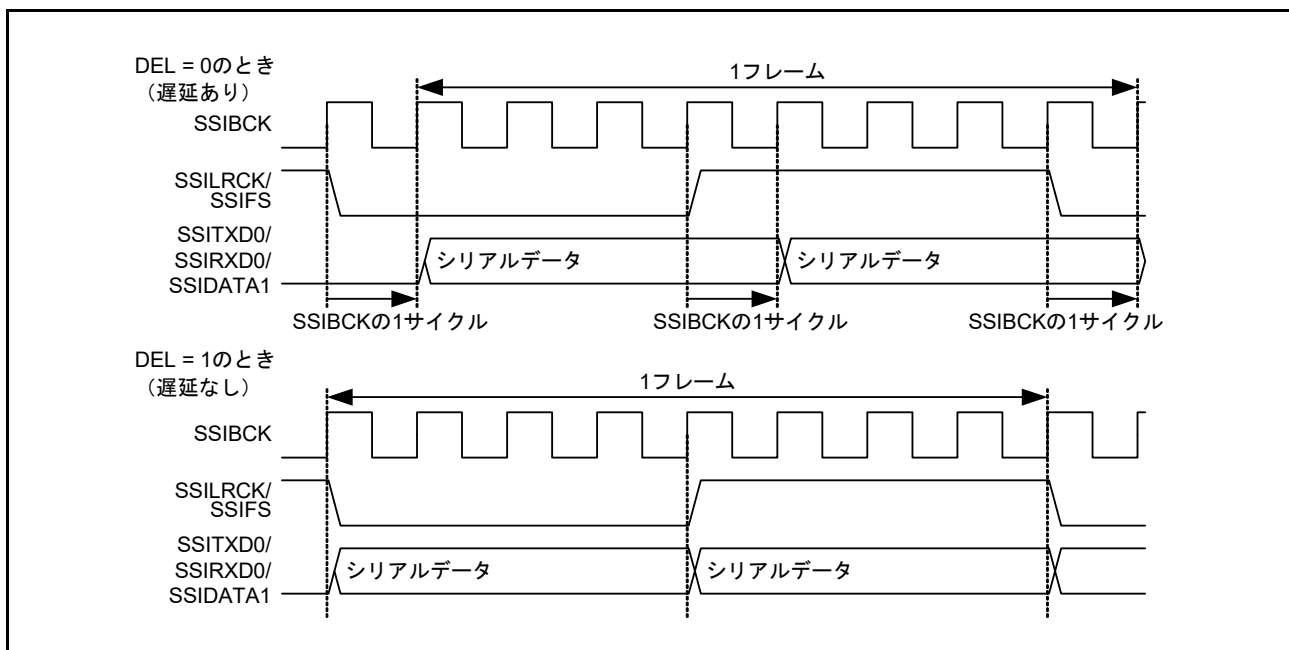 DEL = 0のとき
（遅延あり）
1フレーム
SSIBCK
SSILRCK/
SSIFS
SSITXD0/
SSIRXD0/
SSIDATA1
シリアルデータ
シリアルデータ
SSIBCKの1サイクル
SSIBCKの1サイクル
SSIBCKの1サイクル
DEL = 1のとき
（遅延なし）
1フレーム
SSIBCK
SSILRCK/
SSIFS
SSITXD0/
SSIRXD0/
SSIDATA1
シリアルデータ
シリアルデータ